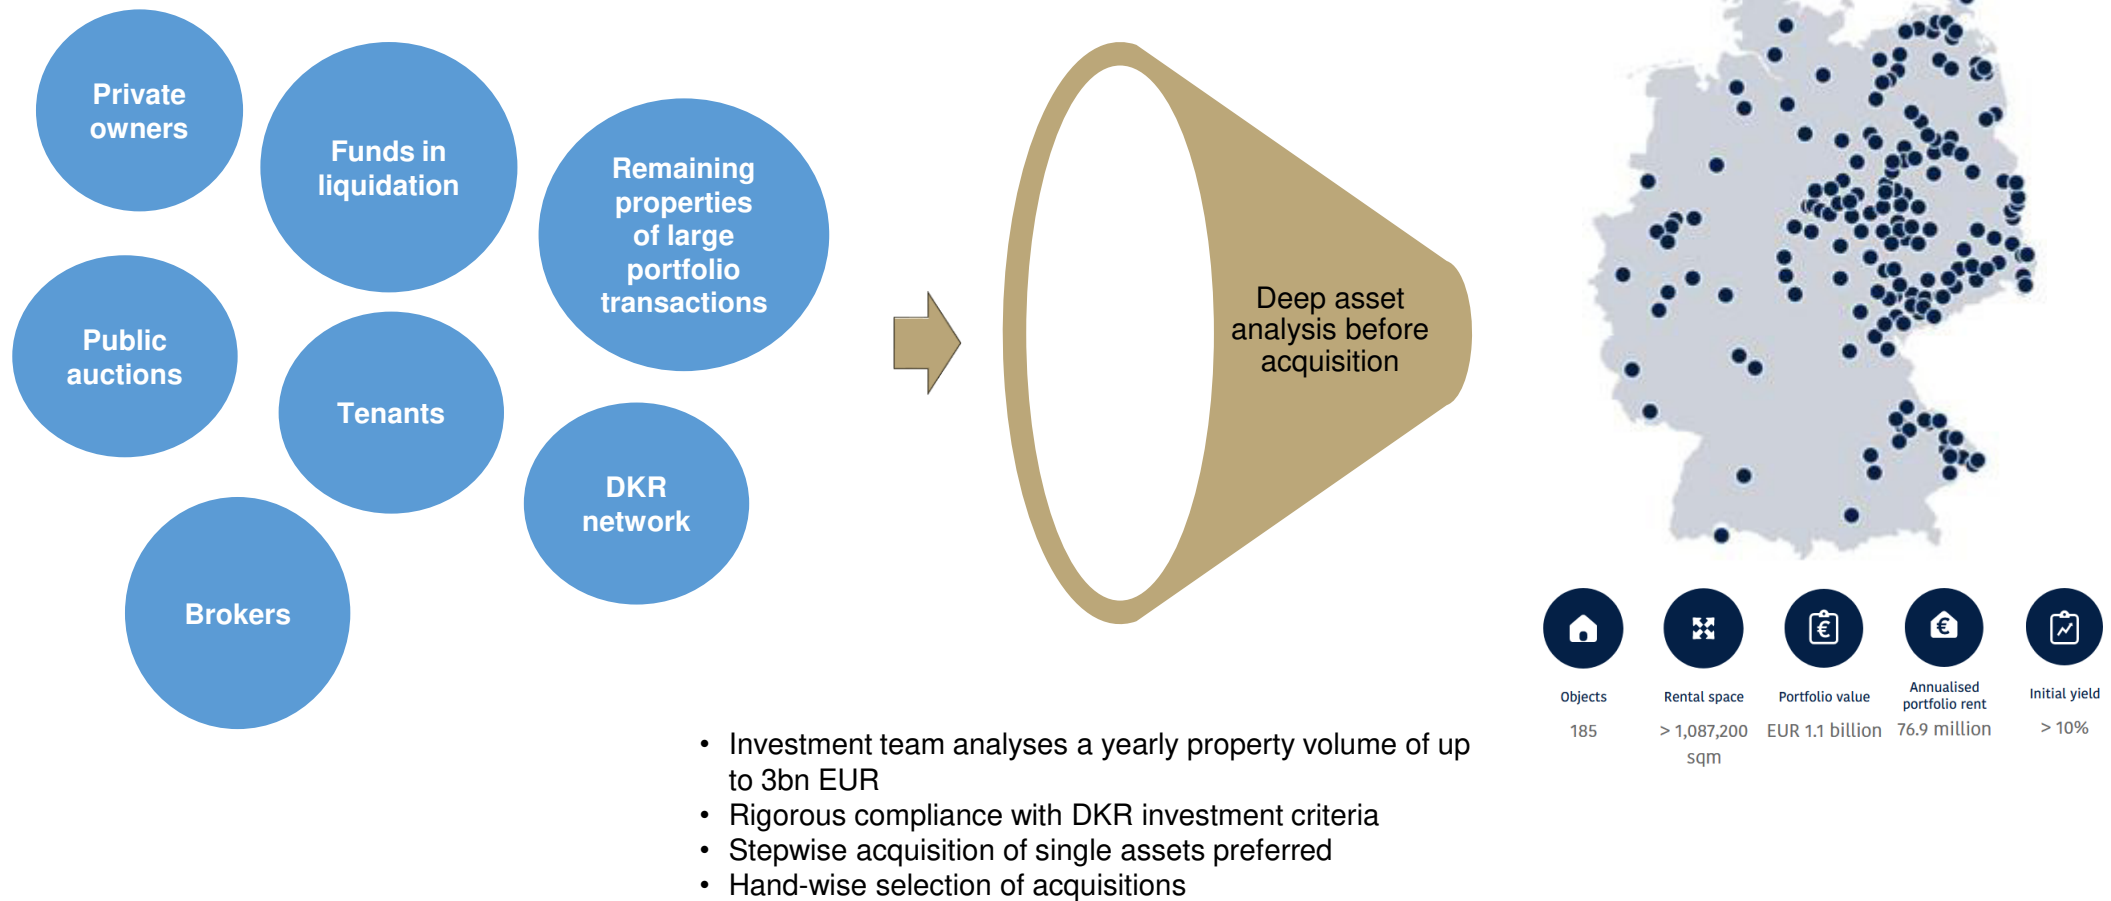 Private
owners
Funds in
liquidation
Remaining
properties
of large
portfolio
transactions
Public
auctions
Tenants
DKR
network
Brokers
Deep asset
analysis before
acquisition
• Investment team analyses a yearly property volume of up
to 3bn EUR
• Rigorous compliance with DKR investment criteria
• Stepwise acquisition of single assets preferred
• Hand-wise selection of acquisitions
€
€
Objects
185
Rental space
> 1,087,200
sqm
Portfolio value
EUR 1.1 billion
Annualised
portfolio rent
76.9 million
Initial yield
> 10%